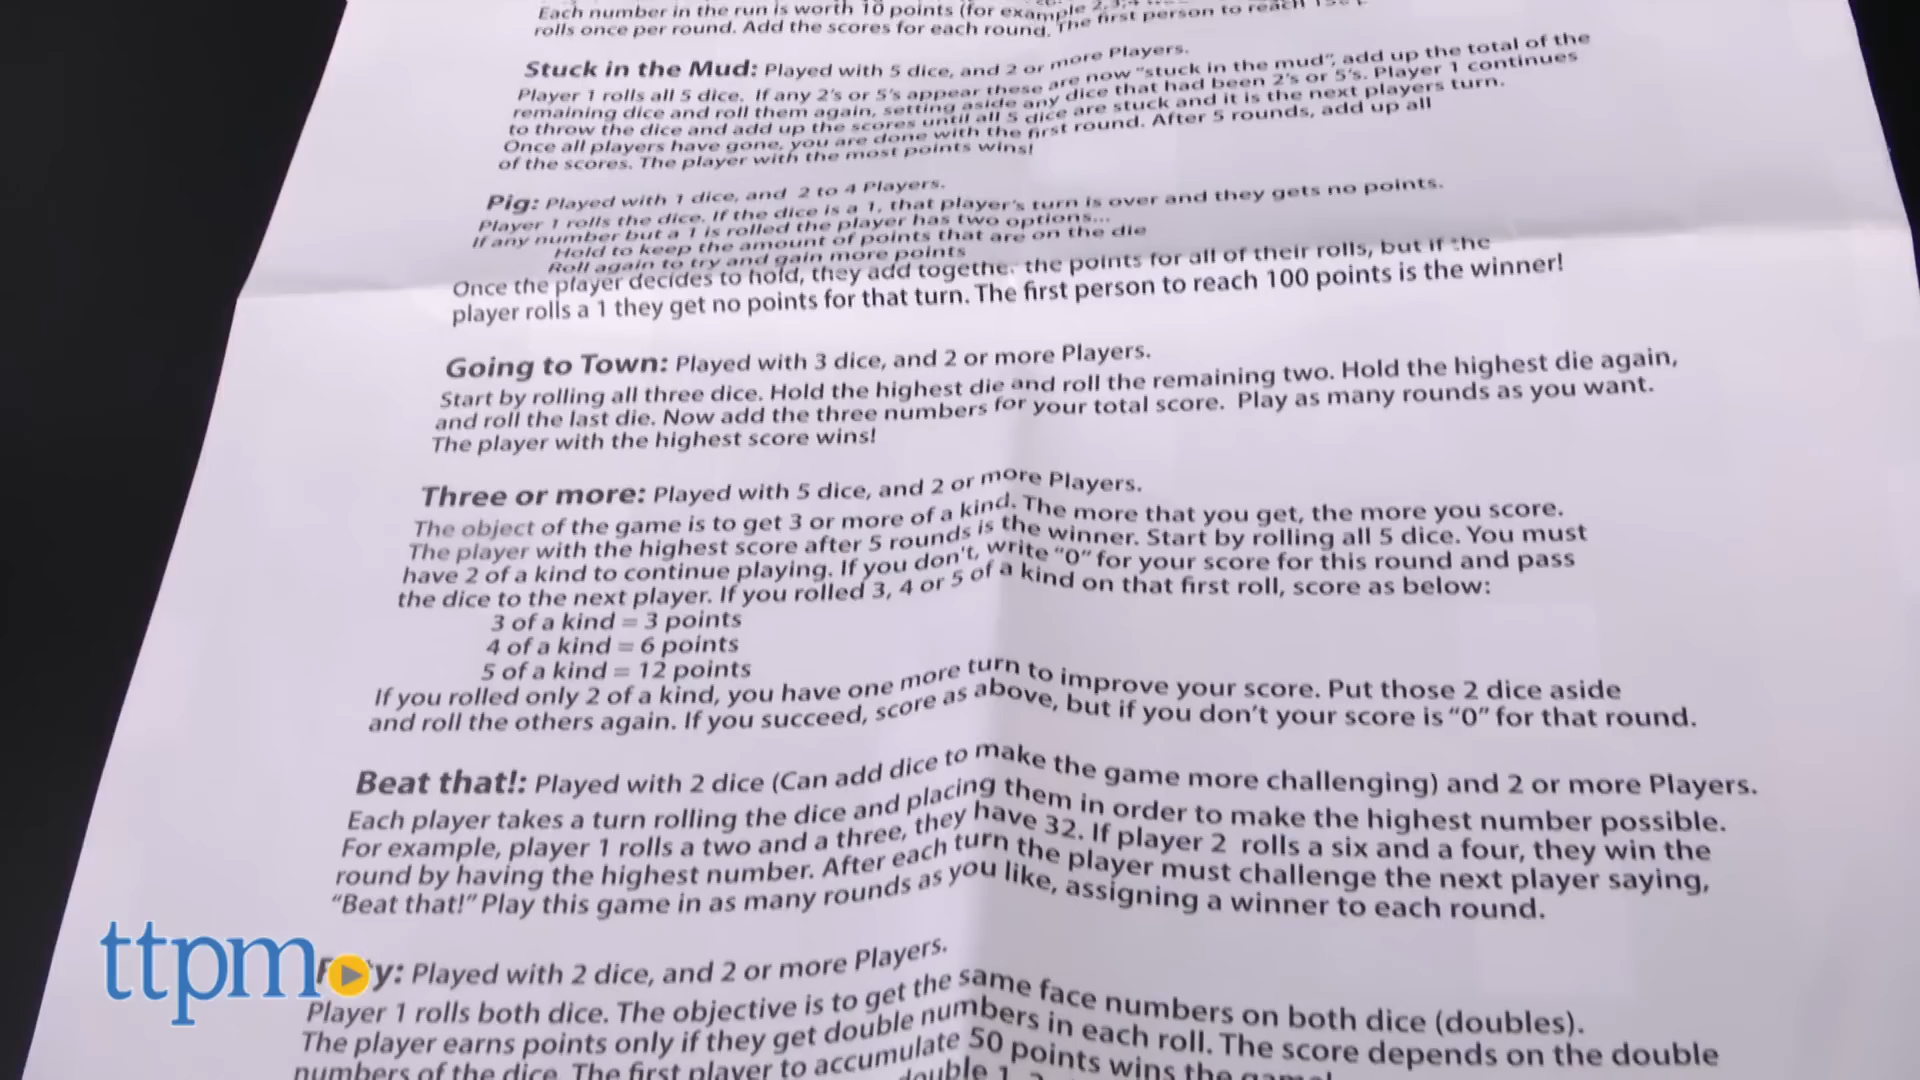 Each number in the run is worth 10 points (for example 2,3,4
rolls once per round. Add the scores for each round. The first person to reach
Stuck in the Mud: Played with 5 dice, and 2 or more Players.
Player 1 rolls all 5 dice. If any 2's or 5's appear these are now "stuck in the mud", add up the total of the
remaining dice and roll them again, setting aside any dice that had been 2's or 5's. Player 1 continues
to throw the dice and add up the scores until all 5 dice are stuck and it is the next players turn.
Once all players have gone, you are done with the first round. After 5 rounds, add up all
of the scores. The player with the most points wins!
Pig: Played with 1 dice, and 2 to 4 Players.
Player 1 rolls the dice. If the dice is a 1, that player's turn is over and they gets no points.
If any number but a 1 is rolled the player has two options...
Hold to keep the amount of points that are on the die
Roll again to try and gain more points
Once the player decides to hold, they add together the points for all of their rolls, but if the
player rolls a 1 they get no points for that turn. The first person to reach 100 points is the winner!
Going to Town: Played with 3 dice, and 2 or more Players.
Start by rolling all three dice. Hold the highest die and roll the remaining two. Hold the highest die again,
and roll the last die. Now add the three numbers for your total score. Play as many rounds as you want.
The player with the highest score wins!
Three or more: Played with 5 dice, and 2 or more Players.
The object of the game is to get 3 or more of a kind. The more that you get, the more you score.
The player with the highest score after 5 rounds is the winner. Start by rolling all 5 dice. You must
have 2 of a kind to continue playing. If you don't, write "0" for your score for this round and pass
the dice to the next player. If you rolled 3, 4 or 5 of a kind on that first roll, score as below:
3 of a kind = 3 points
4 of a kind = 6 points
5 of a kind = 12 points
If you rolled only 2 of a kind, you have one more turn to improve your score. Put those 2 dice aside
and roll the others again. If you succeed, score as above, but if you don't your score is "0" for that round.
Beat that!: Played with 2 dice (Can add dice to make the game more challenging) and 2 or more Players.
Each player takes a turn rolling the dice and placing them in order to make the highest number possible.
For example, player 1 rolls a two and a three, they have 32. If player 2 rolls a six and a four, they win the
round by having the highest number. After each turn the player must challenge the next player saying,
"Beat that!" Play this game in as many rounds as you like, assigning a winner to each round.
ttpm
Played with 2 dice, and 2 or more Players.
Player 1 rolls both dice. The objective is to get the same face numbers on both dice (doubles).
The player earns points only if they get double numbers in each roll. The score depends on the double
numbers of the dice. The first player to accumulate 50 points wins the game!
double 1,